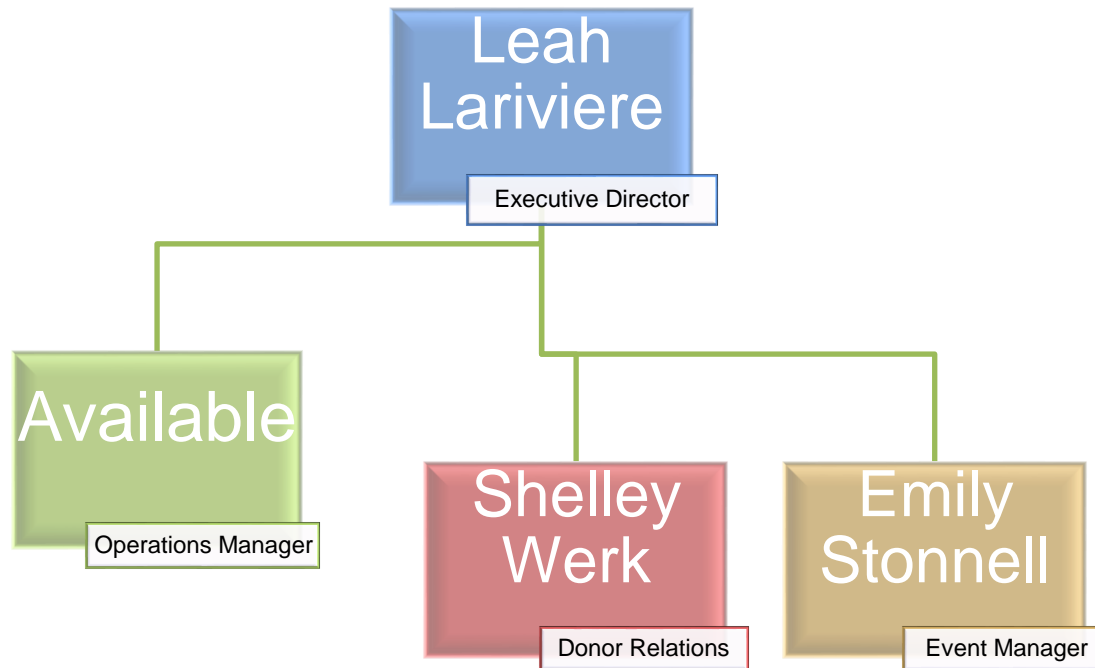 Leah
Lariviere
Executive Director
Available
Operations Manager
Shelley
Werk
Donor Relations
Emily
Stonnell
Event Manager